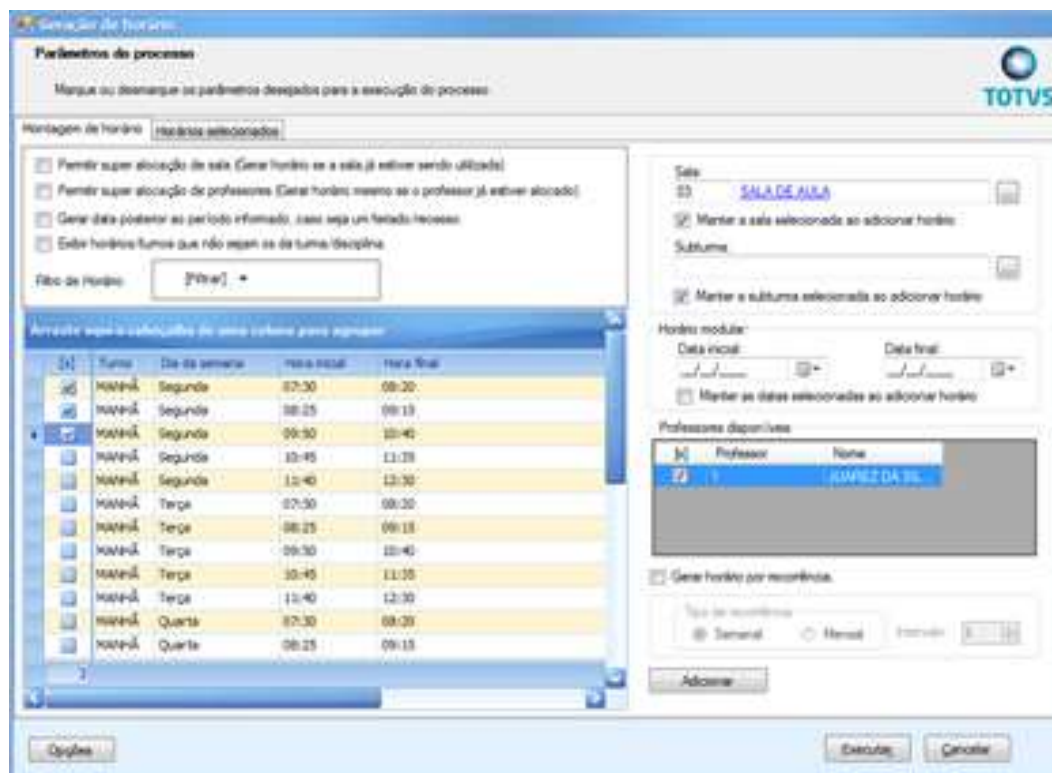 Geração de horário
Parâmetros do processo
Marque ou desmarque os parâmetros desejados para a execução do processo
TOTVS
Montagem de horário Horários selecionados
Permitir super alocação de sala (Gerar horário se a sala já estiver sendo utilizada)
Permitir super alocação de professores (Gerar horário mesmo se o professor já estiver alocado)
Gerar data posterior ao período informado, caso seja um feriado/recesso
Exibir horários/turnos que não sejam os da turma/disciplina
Filtro de Horário: [Filtrar]
Arraste aqui o cabeçalho de uma coluna para agrupar
[x] Turno Dia da semana Hora inicial Hora final
MANHÃ Segunda 07:30 08:20
MANHÃ Segunda 08:25 09:15
MANHÃ Segunda 09:50 10:40
MANHÃ Segunda 10:45 11:35
MANHÃ Segunda 11:40 12:30
MANHÃ Terça 07:30 08:20
MANHÃ Terça 08:25 09:15
MANHÃ Terça 09:50 10:40
MANHÃ Terça 10:45 11:35
MANHÃ Terça 11:40 12:30
MANHÃ Quarta 07:30 08:20
MANHÃ Quarta 08:25 09:15
3
Sala:
03 SALA DE AULA
Manter a sala selecionada ao adicionar horário
Subturma:
Manter a subturma selecionada ao adicionar horário
Horário modular
Data inicial Data final
__/__/____ __/__/____
Manter as datas selecionadas ao adicionar horário
Professores disponíveis
[x] Professor Nome
1 JUAREZ DA SIL...
Gerar horário por recorrência.
Tipo de recorrência
Semanal Mensal Intervalo
Adicionar
Opções Executar Cancelar